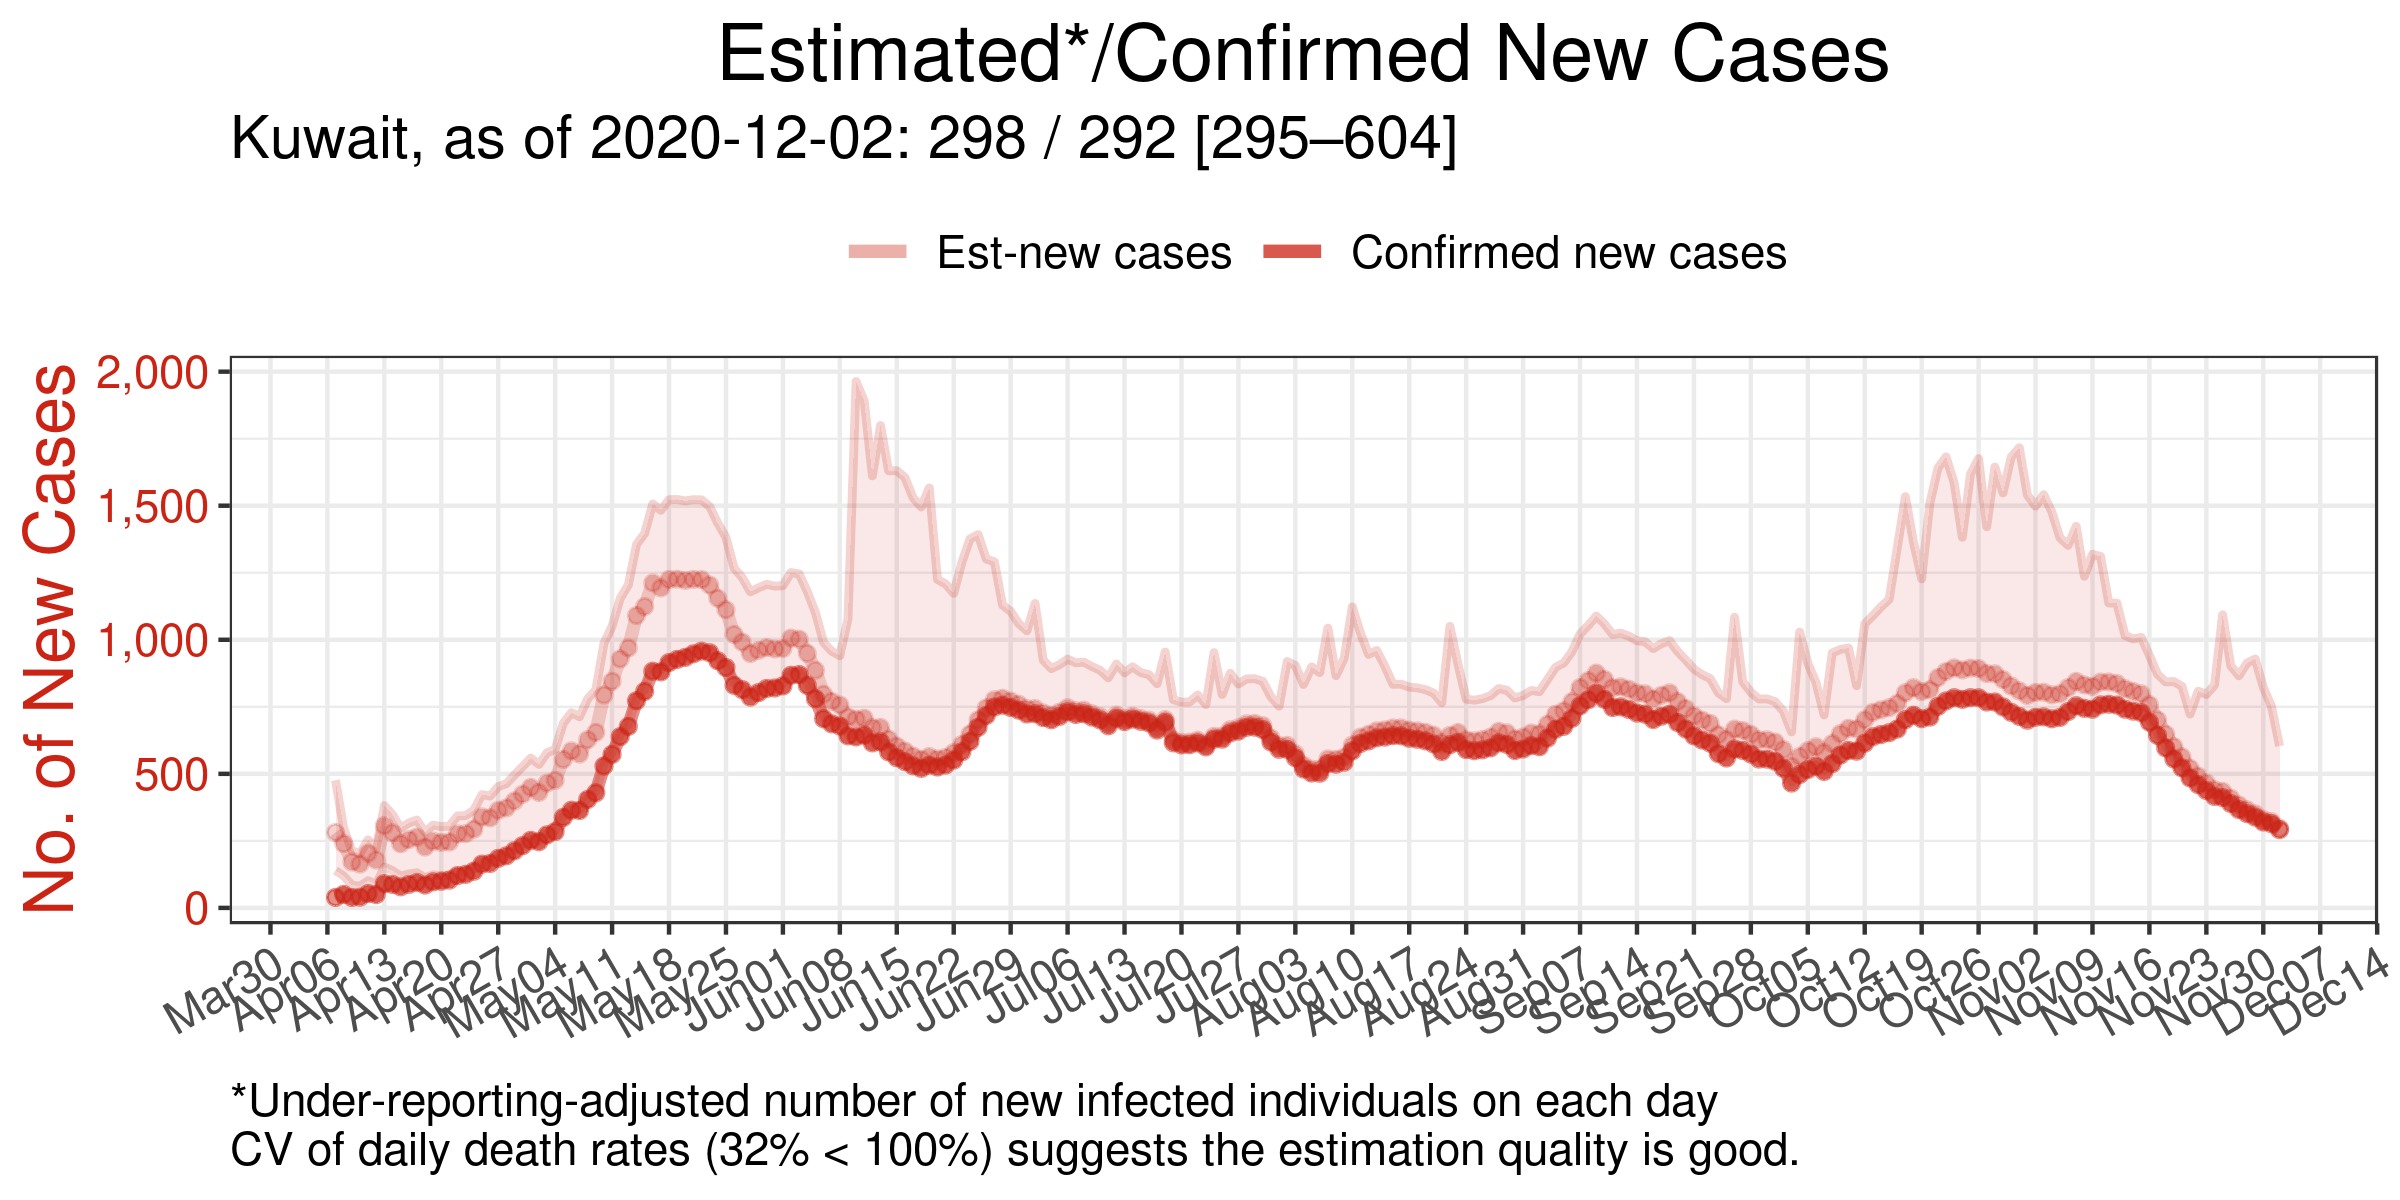 Estimated*/Confirmed New Cases
Kuwait, as of 2020-12-02: 298 / 292 [295–604]
Est-new cases Confirmed new cases
No. of New Cases
2,000
1,500
1,000
500
0
Mar30 Apr06 Apr13 Apr20 Apr27 May04 May11 May18 May25 Jun01 Jun08 Jun15 Jun22 Jun29 Jul06 Jul13 Jul20 Jul27 Aug03 Aug10 Aug17 Aug24 Aug31 Sep07 Sep14 Sep21 Sep28 Oct05 Oct12 Oct19 Oct26 Nov02 Nov09 Nov16 Nov23 Nov30 Dec07 Dec14
*Under-reporting-adjusted number of new infected individuals on each day
CV of daily death rates (32% < 100%) suggests the estimation quality is good.